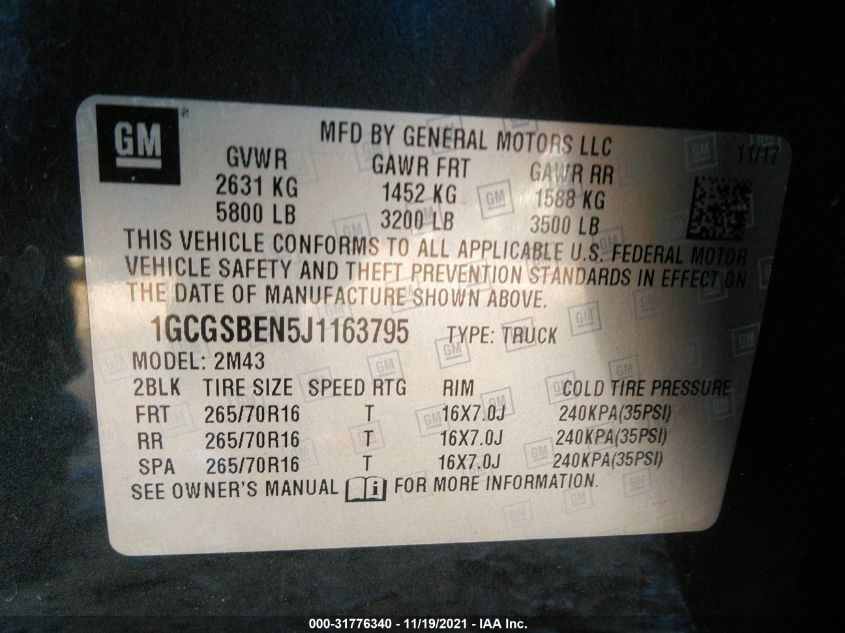 GM
MFD BY GENERAL MOTORS LLC
11/17
GVWR GAWR FRT GAWR RR
2631 KG 1452 KG 1588 KG
5800 LB 3200 LB 3500 LB
THIS VEHICLE CONFORMS TO ALL APPLICABLE U.S. FEDERAL MOTOR
VEHICLE SAFETY AND THEFT PREVENTION STANDARDS IN EFFECT ON
THE DATE OF MANUFACTURE SHOWN ABOVE.
1GCGSBEN5J1163795 TYPE: TRUCK
MODEL: 2M43
2BLK TIRE SIZE SPEED RTG RIM COLD TIRE PRESSURE
FRT 265/70R16 T 16X7.0J 240KPA(35PSI)
RR 265/70R16 T 16X7.0J 240KPA(35PSI)
SPA 265/70R16 T 16X7.0J 240KPA(35PSI)
SEE OWNER'S MANUAL i FOR MORE INFORMATION.
000-31776340 - 11/19/2021 - IAA Inc.